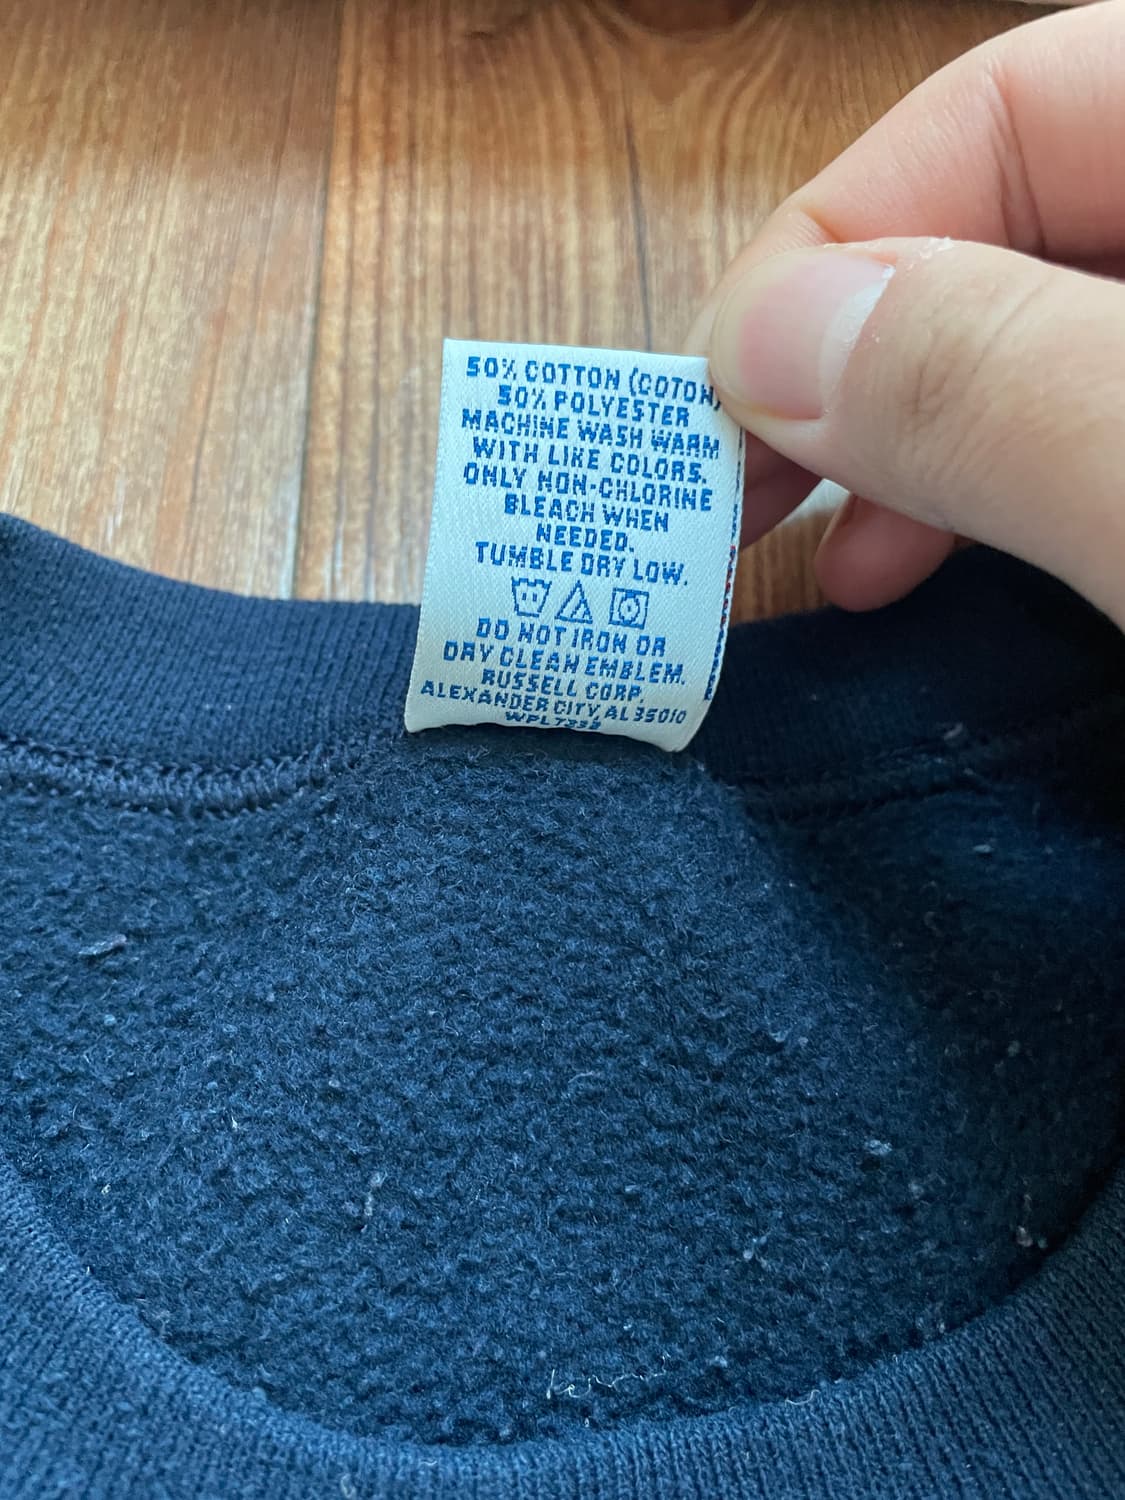 50% COTTON (COTON)
50% POLYESTER
MACHINE WASH WARM
WITH LIKE COLORS.
ONLY NON-CHLORINE
BLEACH WHEN
NEEDED.
TUMBLE DRY LOW.
DO NOT IRON OR
DRY CLEAN EMBLEM.
RUSSELL CORP.
ALEXANDER CITY, AL 35010